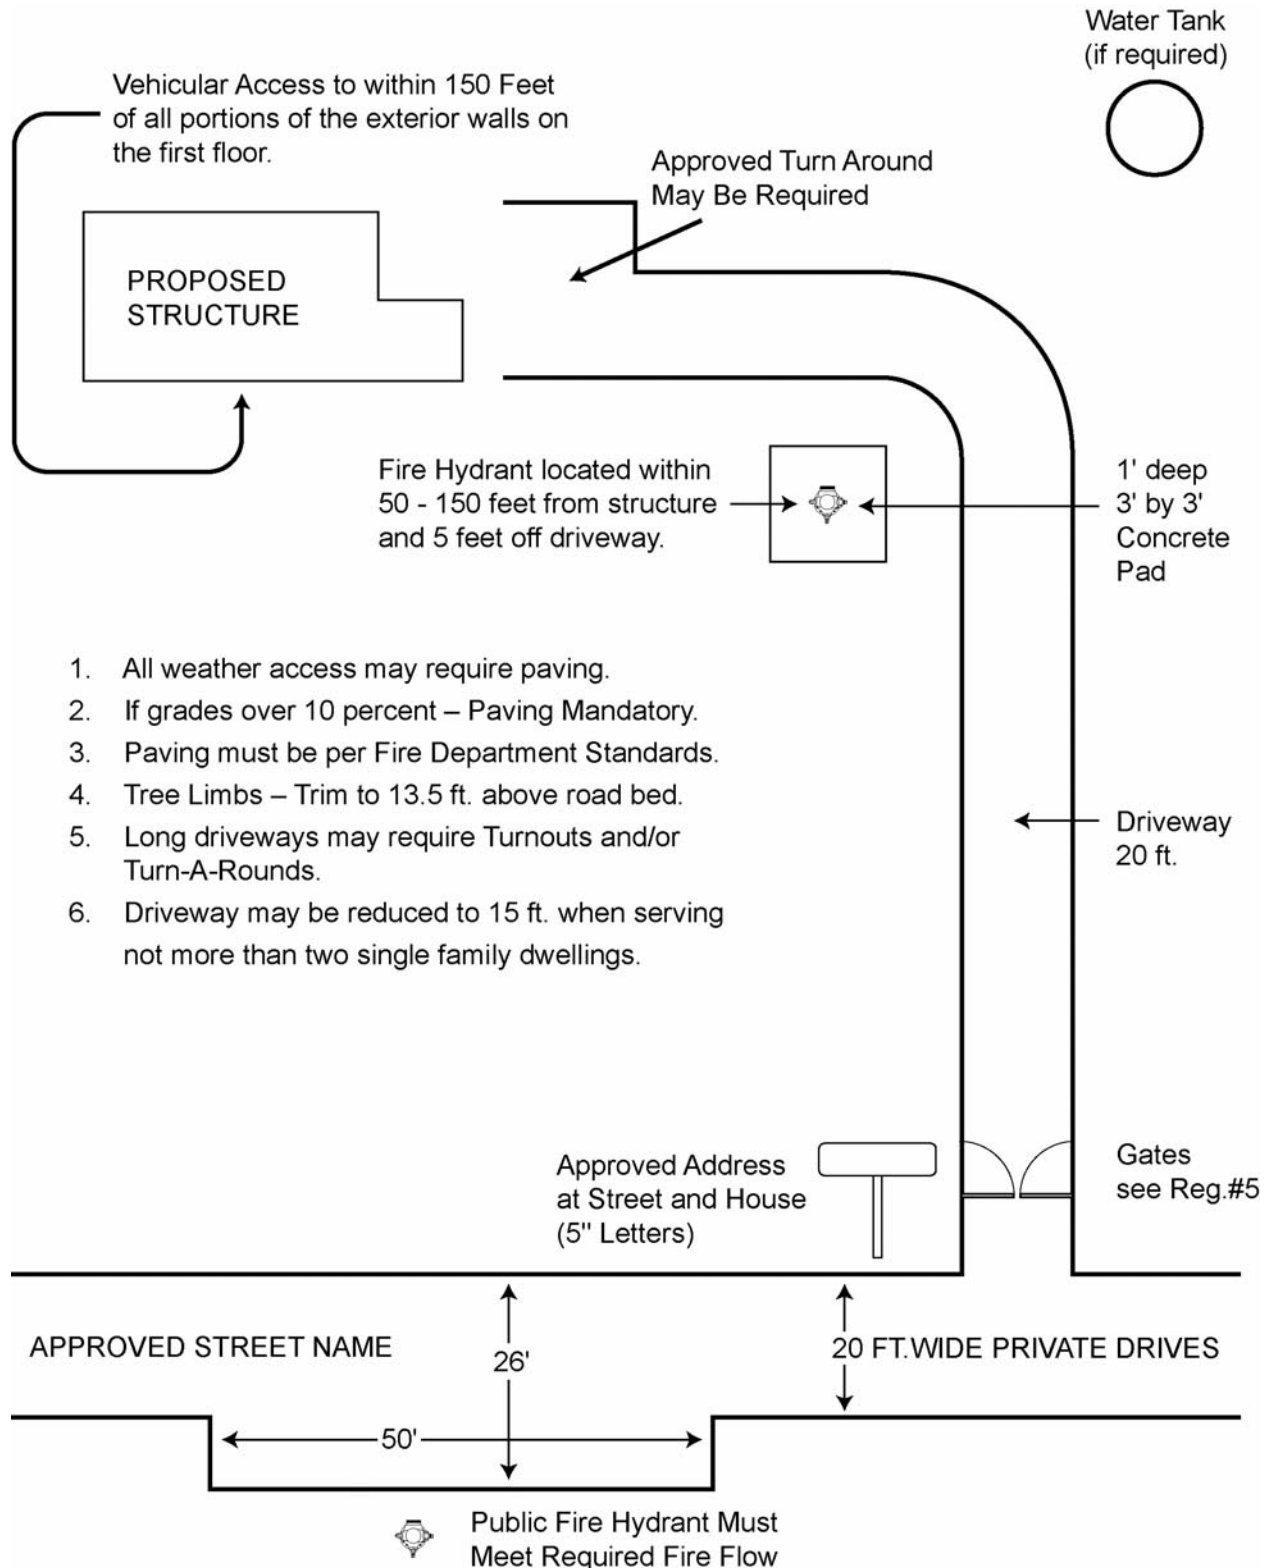 Water Tank
(if required)
Vehicular Access to within 150 Feet
of all portions of the exterior walls on
the first floor.
Approved Turn Around
May Be Required
PROPOSED
STRUCTURE
Fire Hydrant located within
50 - 150 feet from structure
and 5 feet off driveway.
1' deep
3' by 3'
Concrete
Pad
1. All weather access may require paving.
2. If grades over 10 percent – Paving Mandatory.
3. Paving must be per Fire Department Standards.
4. Tree Limbs – Trim to 13.5 ft. above road bed.
5. Long driveways may require Turnouts and/or
Turn-A-Rounds.
6. Driveway may be reduced to 15 ft. when serving
not more than two single family dwellings.
Driveway
20 ft.
Approved Address
at Street and House
(5" Letters)
Gates
see Reg.#5
APPROVED STREET NAME
26'
20 FT.WIDE PRIVATE DRIVES
50'
Public Fire Hydrant Must
Meet Required Fire Flow